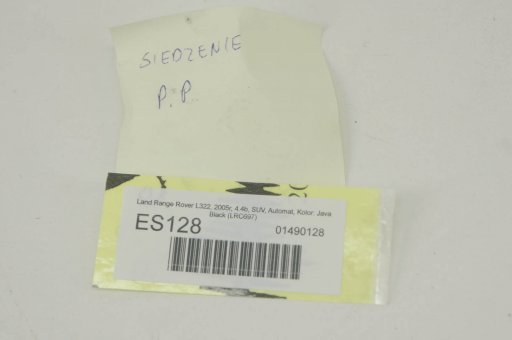 SIEDZENIE
P.P
Land Range Rover L322, 2005r, 4.4b, SUV, Automat, Kolor: Java
Black (LRC697)
ES128
01490128